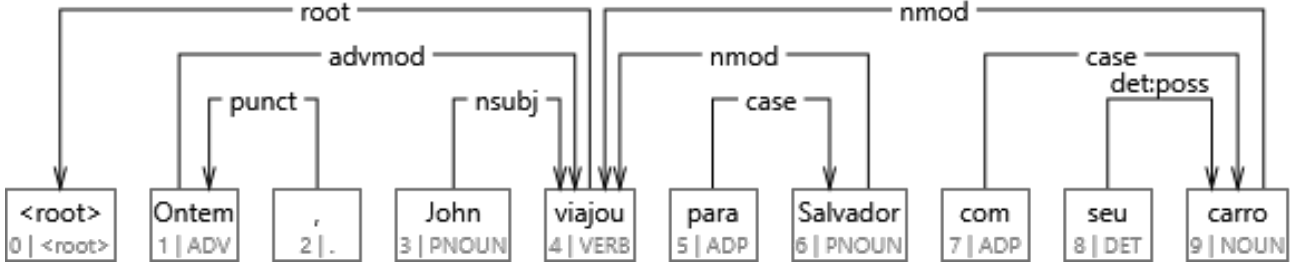 root nmod
advmod nmod case
det:poss
punct nsubj case
<root> Ontem , John viajou para Salvador com seu carro
0 | <root> 1 | ADV 2 | . 3 | PNOUN 4 | VERB 5 | ADP 6 | PNOUN 7 | ADP 8 | DET 9 | NOUN